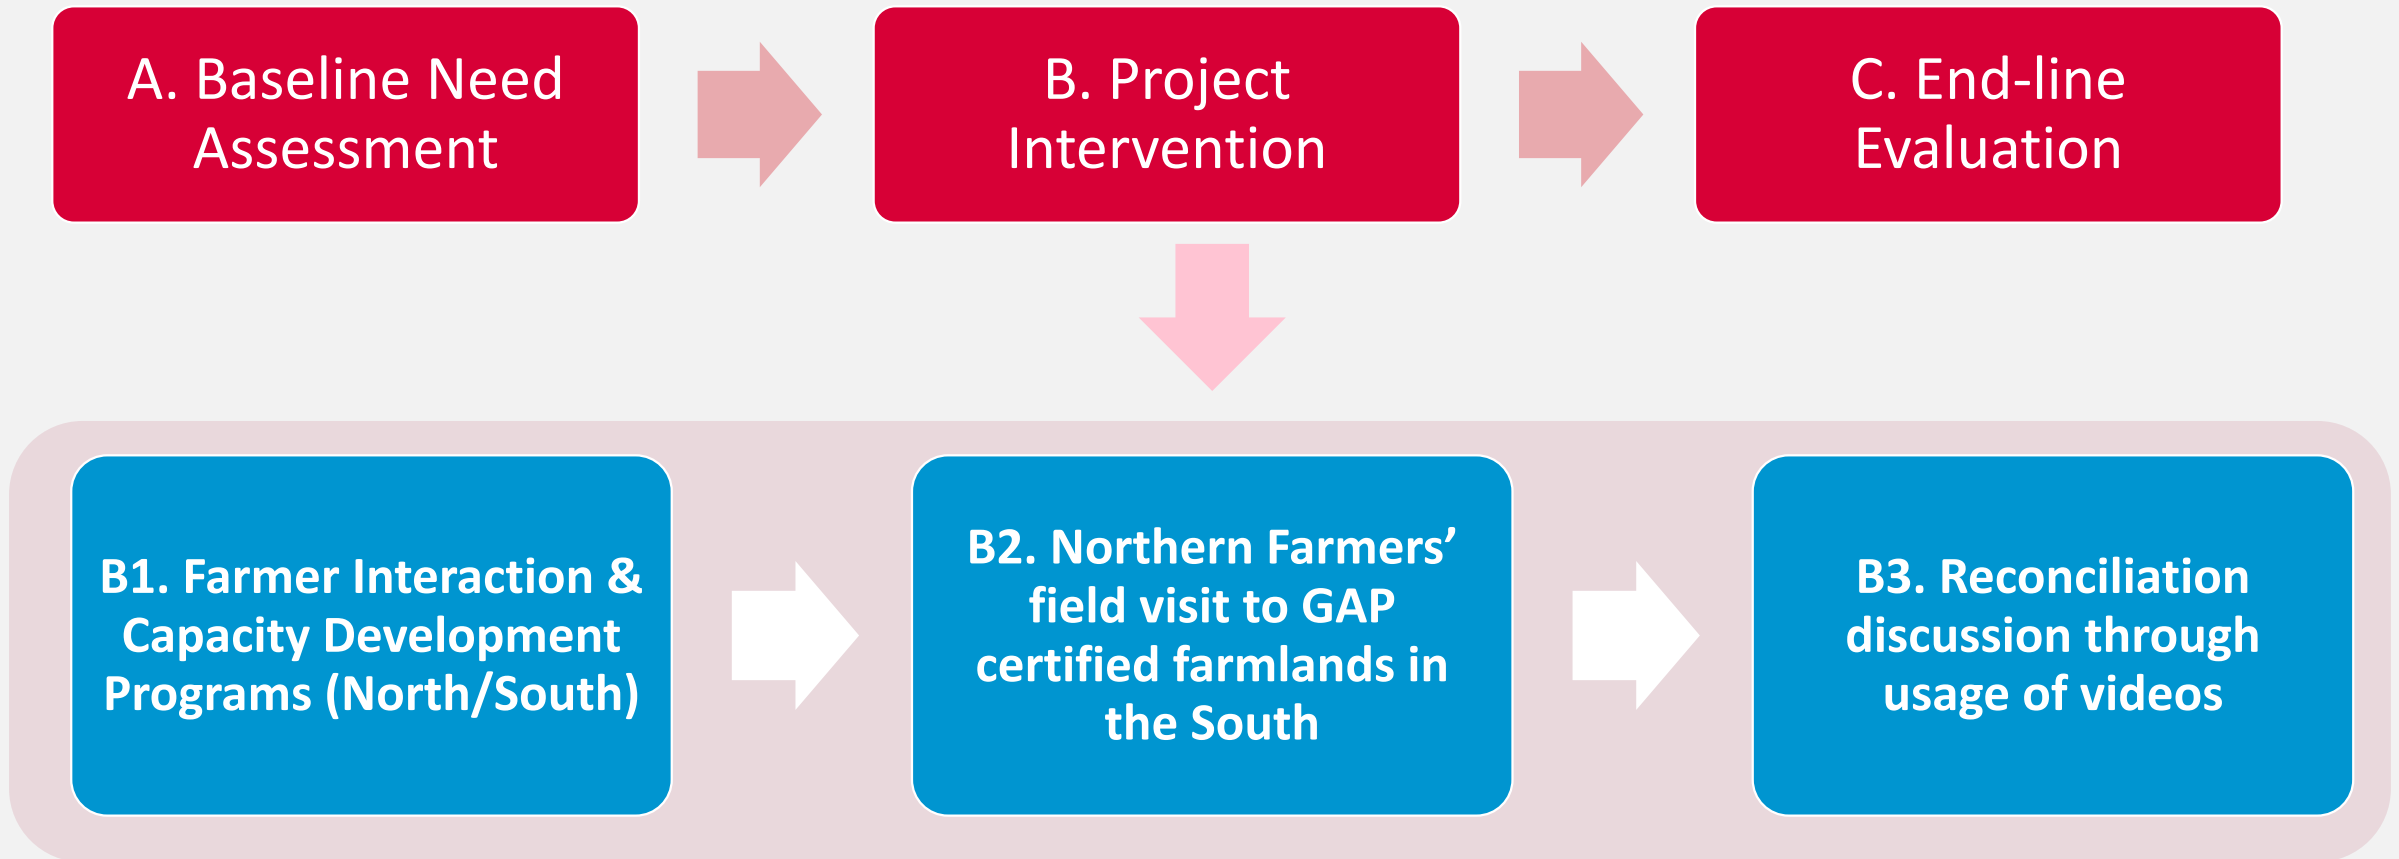 A. Baseline Need
Assessment
B. Project
Intervention
C. End-line
Evaluation
B1. Farmer Interaction &
Capacity Development
Programs (North/South)
B2. Northern Farmers’
field visit to GAP
certified farmlands in
the South
B3. Reconciliation
discussion through
usage of videos